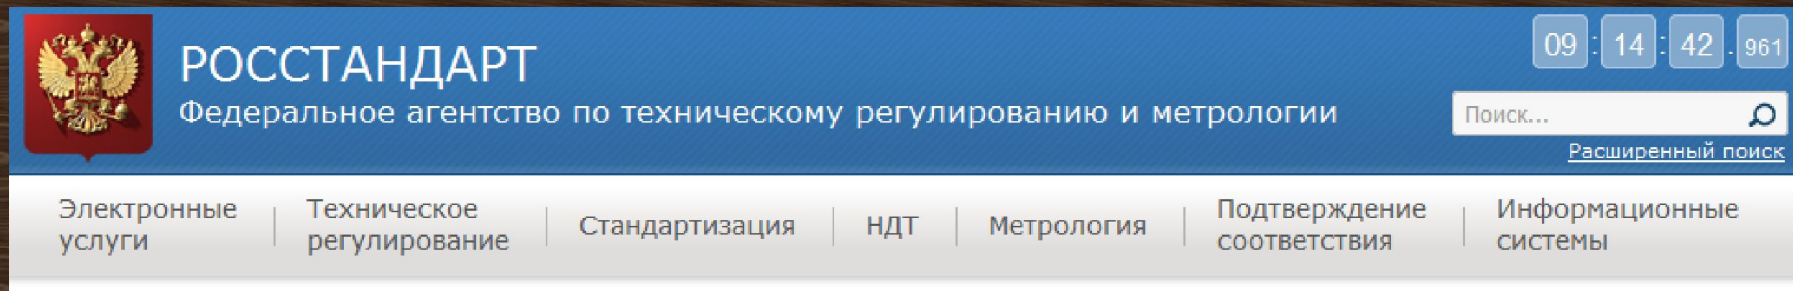 РОССТАНДАРТ
Федеральное агентство по техническому регулированию и метрологии
09 : 14 : 42 . 961
Поиск...
Расширенный поиск
Электронные
услуги
Техническое
регулирование
Стандартизация
НДТ
Метрология
Подтверждение
соответствия
Информационные
системы